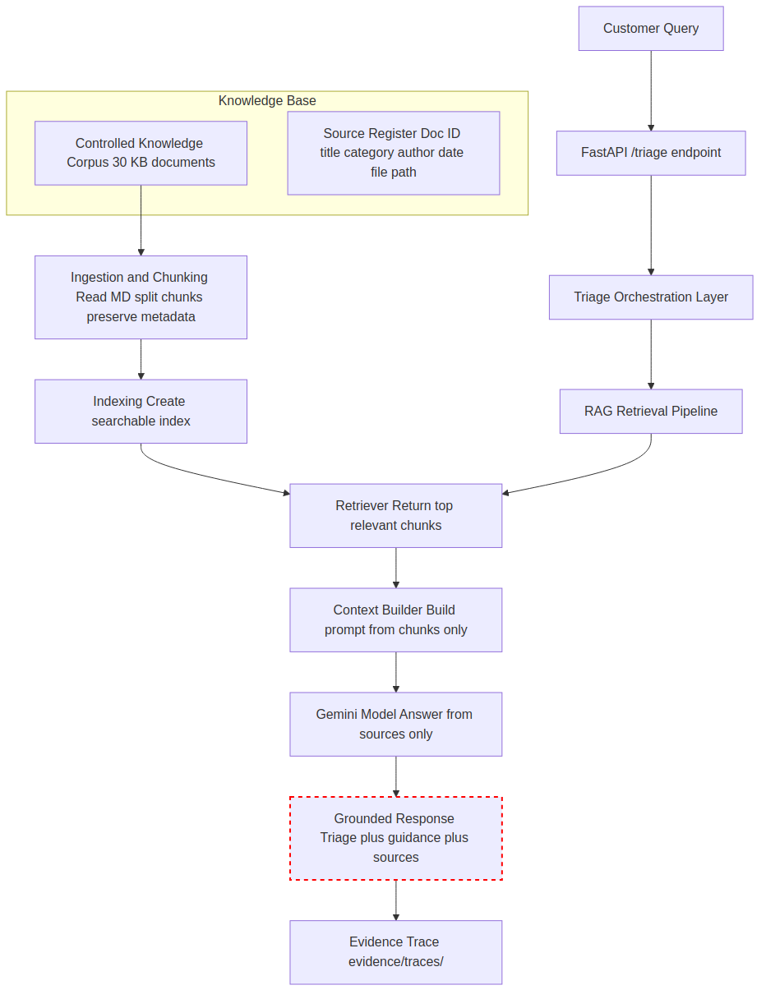 Customer Query
Knowledge Base
Controlled Knowledge
Corpus 30 KB documents
Source Register Doc ID
title category author date
file path
FastAPI /triage endpoint
Ingestion and Chunking
Read MD split chunks
preserve metadata
Triage Orchestration Layer
Indexing Create
searchable index
RAG Retrieval Pipeline
Retriever Return top
relevant chunks
Context Builder Build
prompt from chunks only
Gemini Model Answer from
sources only
Grounded Response
Triage plus guidance plus
sources
Evidence Trace
evidence/traces/